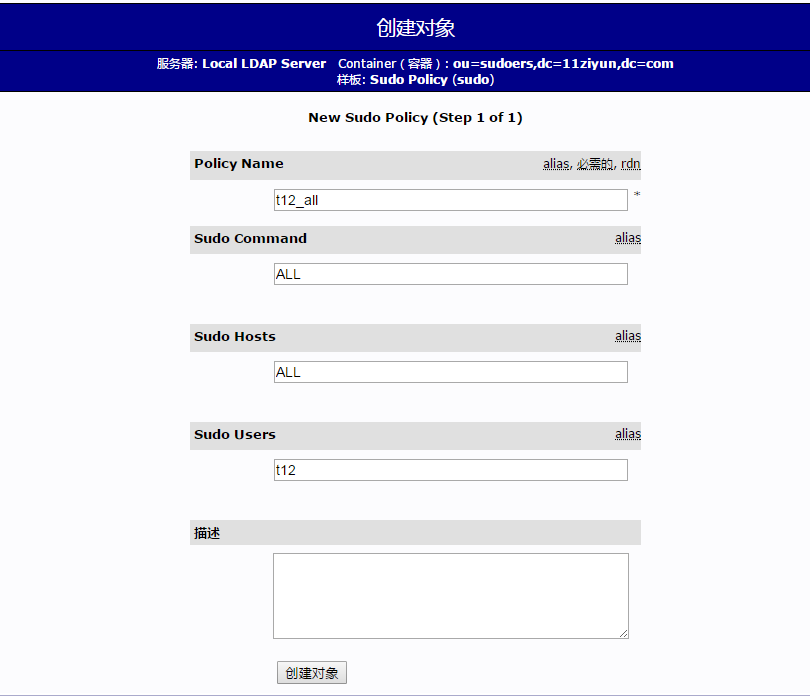 创建对象
服务器: Local LDAP Server   Container ( 容器 ) : ou=sudoers,dc=11ziyun,dc=com
样板: Sudo Policy (sudo)
New Sudo Policy (Step 1 of 1)
Policy Name alias, 必需的, rdn
t12_all *
Sudo Command alias
ALL
Sudo Hosts alias
ALL
Sudo Users alias
t12
描述
创建对象